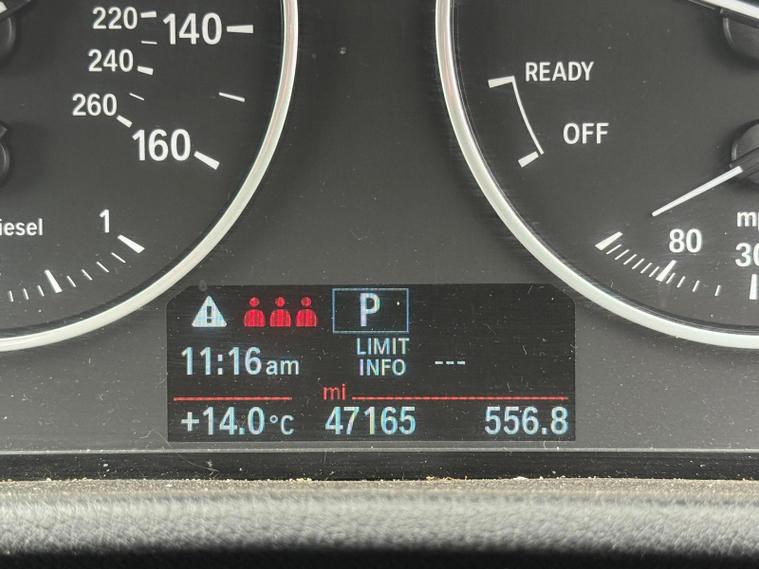 220 140
240
260
160
iesel
1
READY
OFF
80
30
P
11:16am
LIMIT
INFO
---
mi
+14.0°C
47165
556.8